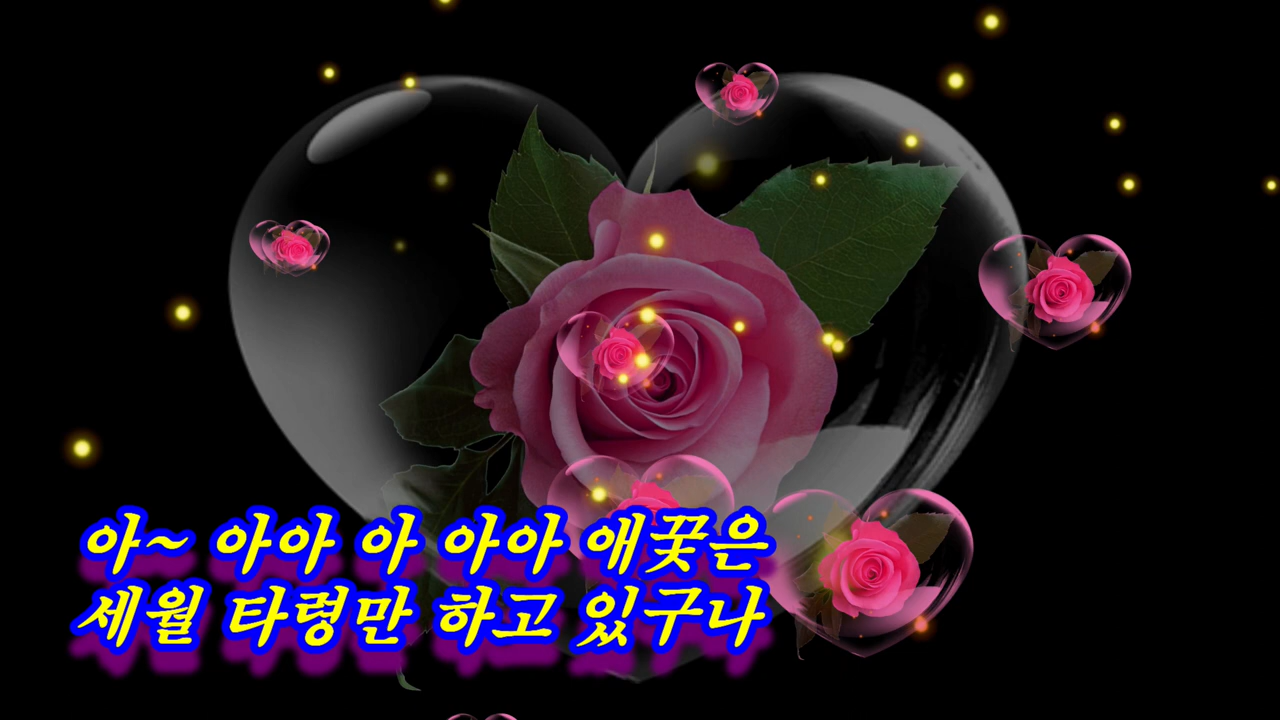 아~ 아아 아 아아 애꿎은
세월 타령만 하고 있구나